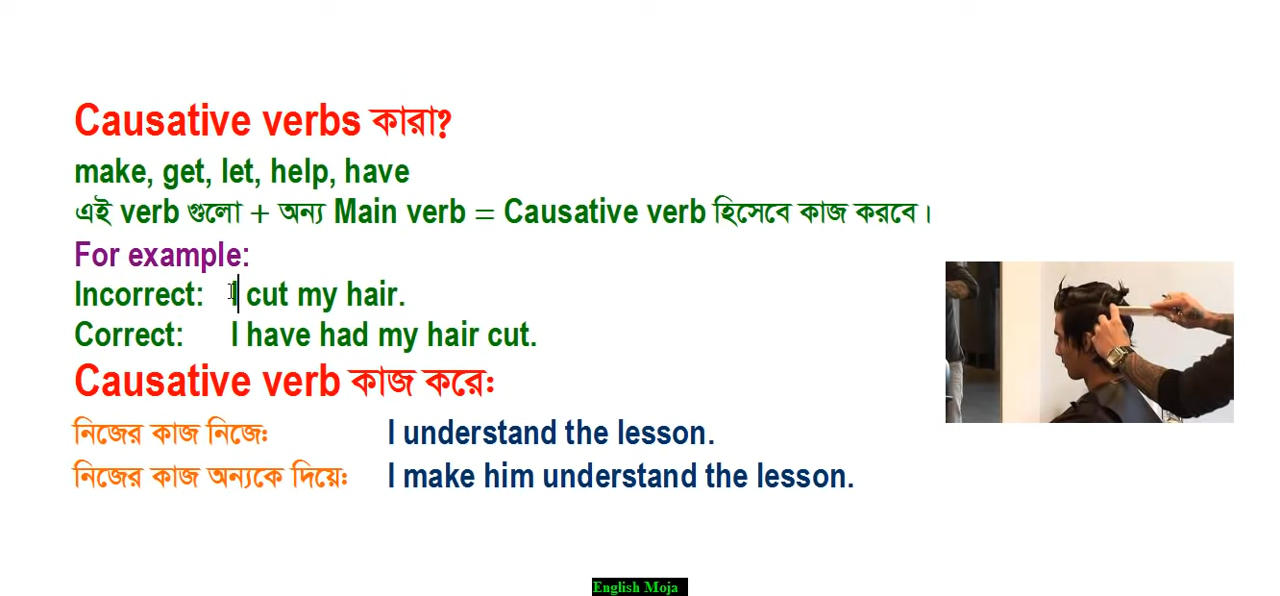 Causative verbs কারা?
make, get, let, help, have
এই verb গুলো + অন্য Main verb = Causative verb হিসেবে কাজ করবে।
For example:
Incorrect: I cut my hair.
Correct: I have had my hair cut.
Causative verb কাজ করে:
নিজের কাজ নিজে: I understand the lesson.
নিজের কাজ অন্যকে দিয়ে: I make him understand the lesson.
English Moja